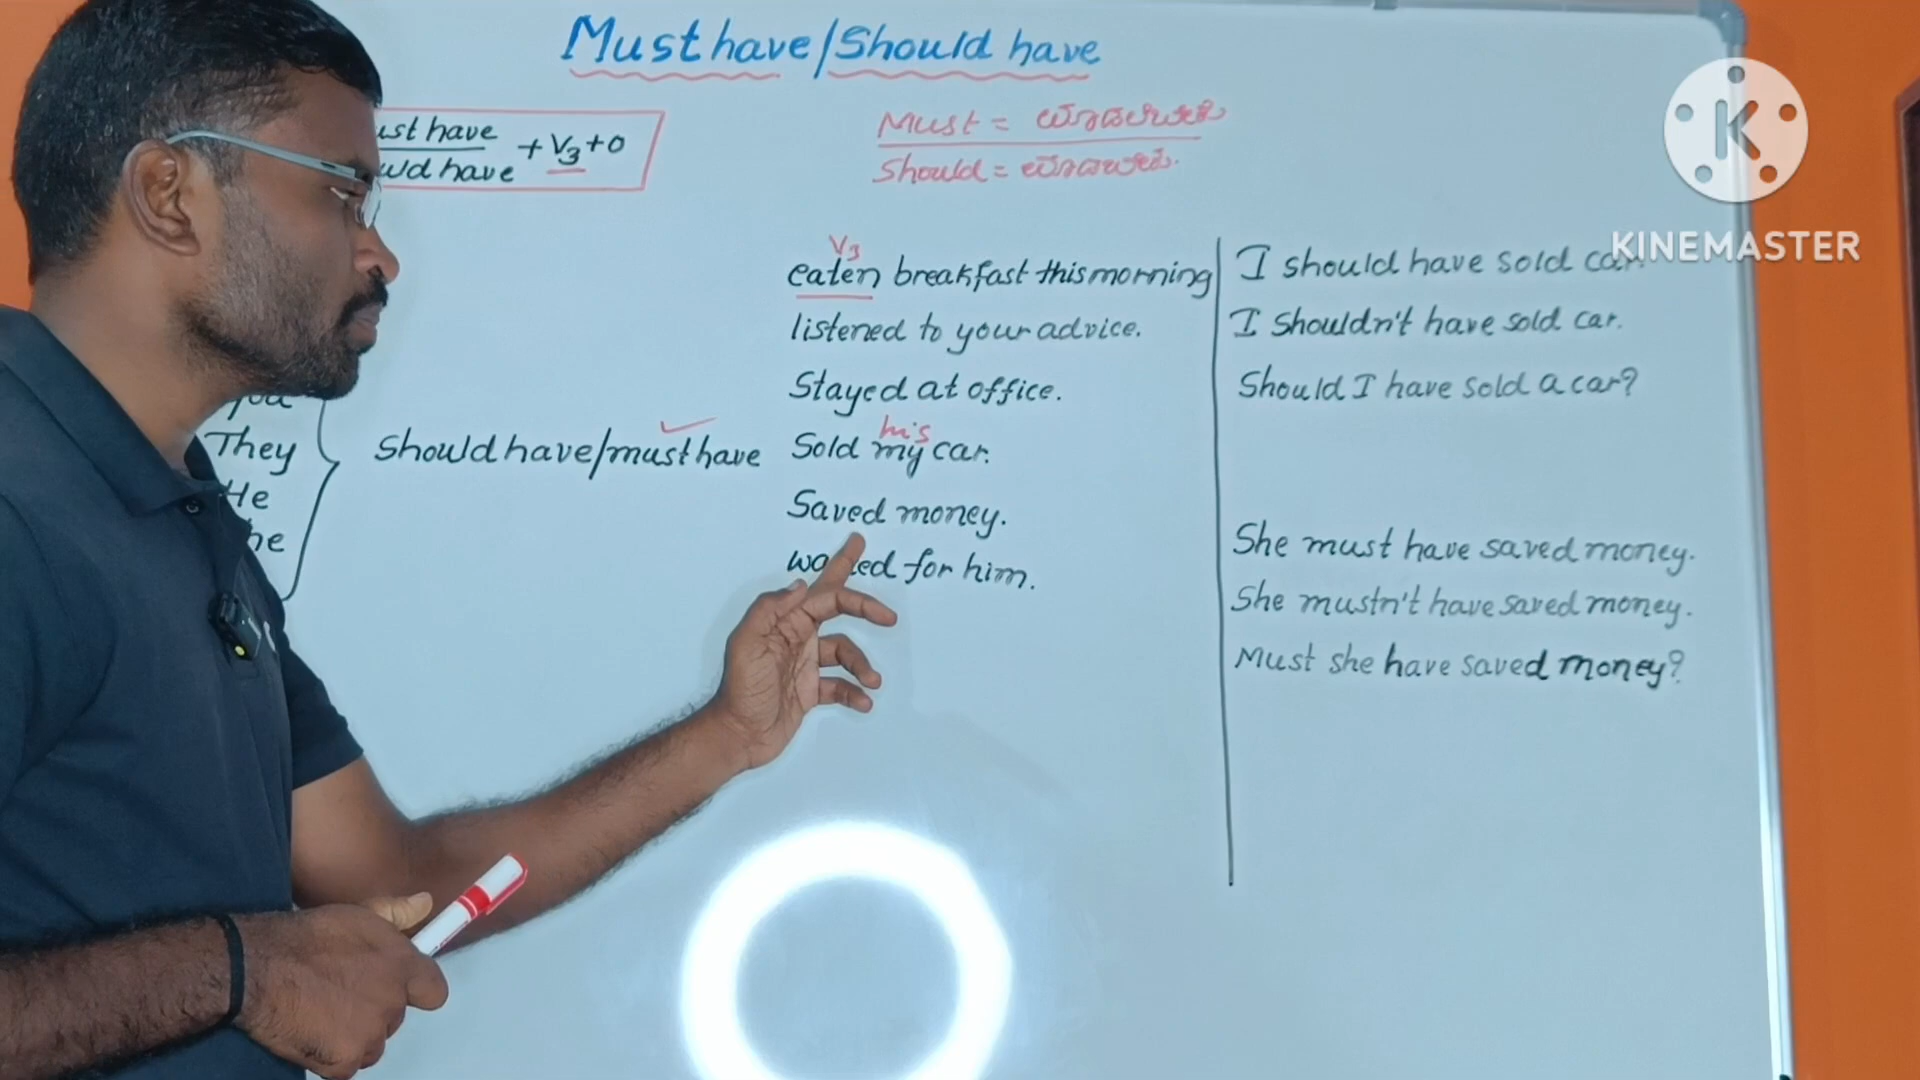 Must have/Should have
ust have
uld have
+ V3 + O
Must =
Should =
V3
eaten breakfast this morning
listened to your advice.
Stayed at office.
you
They
He
he
Should have/must have
his
Sold my car.
Saved money.
for him.
I should have sold car.
I shouldn't have sold car.
Should I have sold a car?
She must have saved money.
She mustn't have saved money.
Must she have saved money?
K
KINEMASTER